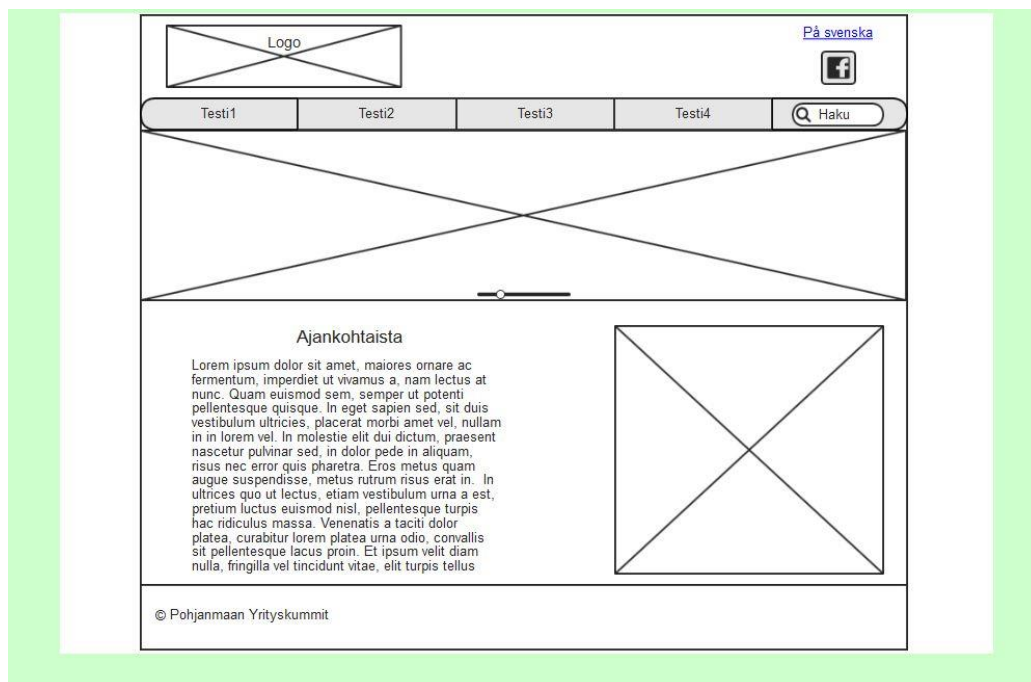 Logo
På svenska
Testi1
Testi2
Testi3
Testi4
Haku
Ajankohtaista
Lorem ipsum dolor sit amet, maiores ornare ac
fermentum, imperdiet ut vivamus a, nam lectus at
nunc. Quam euismod sem, semper ut potenti
pellentesque quisque. In eget sapien sed, sit duis
vestibulum ultricies, placerat morbi amet vel, nullam
in in lorem vel. In molestie elit dui dictum, praesent
nascetur pulvinar sed, in dolor pede in aliquam,
risus nec error quis pharetra. Eros metus quam
augue suspendisse, metus rutrum risus erat in.  In
ultrices quo ut lectus, etiam vestibulum urna a est,
pretium luctus euismod nisl, pellentesque turpis
hac ridiculus massa. Venenatis a taciti dolor
platea, curabitur lorem platea urna odio, convallis
sit pellentesque lacus proin. Et ipsum velit diam
nulla, fringilla vel tincidunt vitae, elit turpis tellus
© Pohjanmaan Yrityskummit